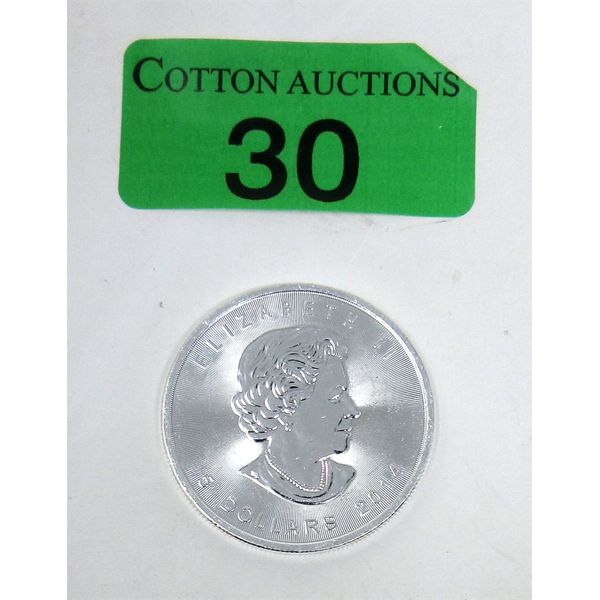 COTTON AUCTIONS
30
ELIZABETH II
5 DOLLARS 2014